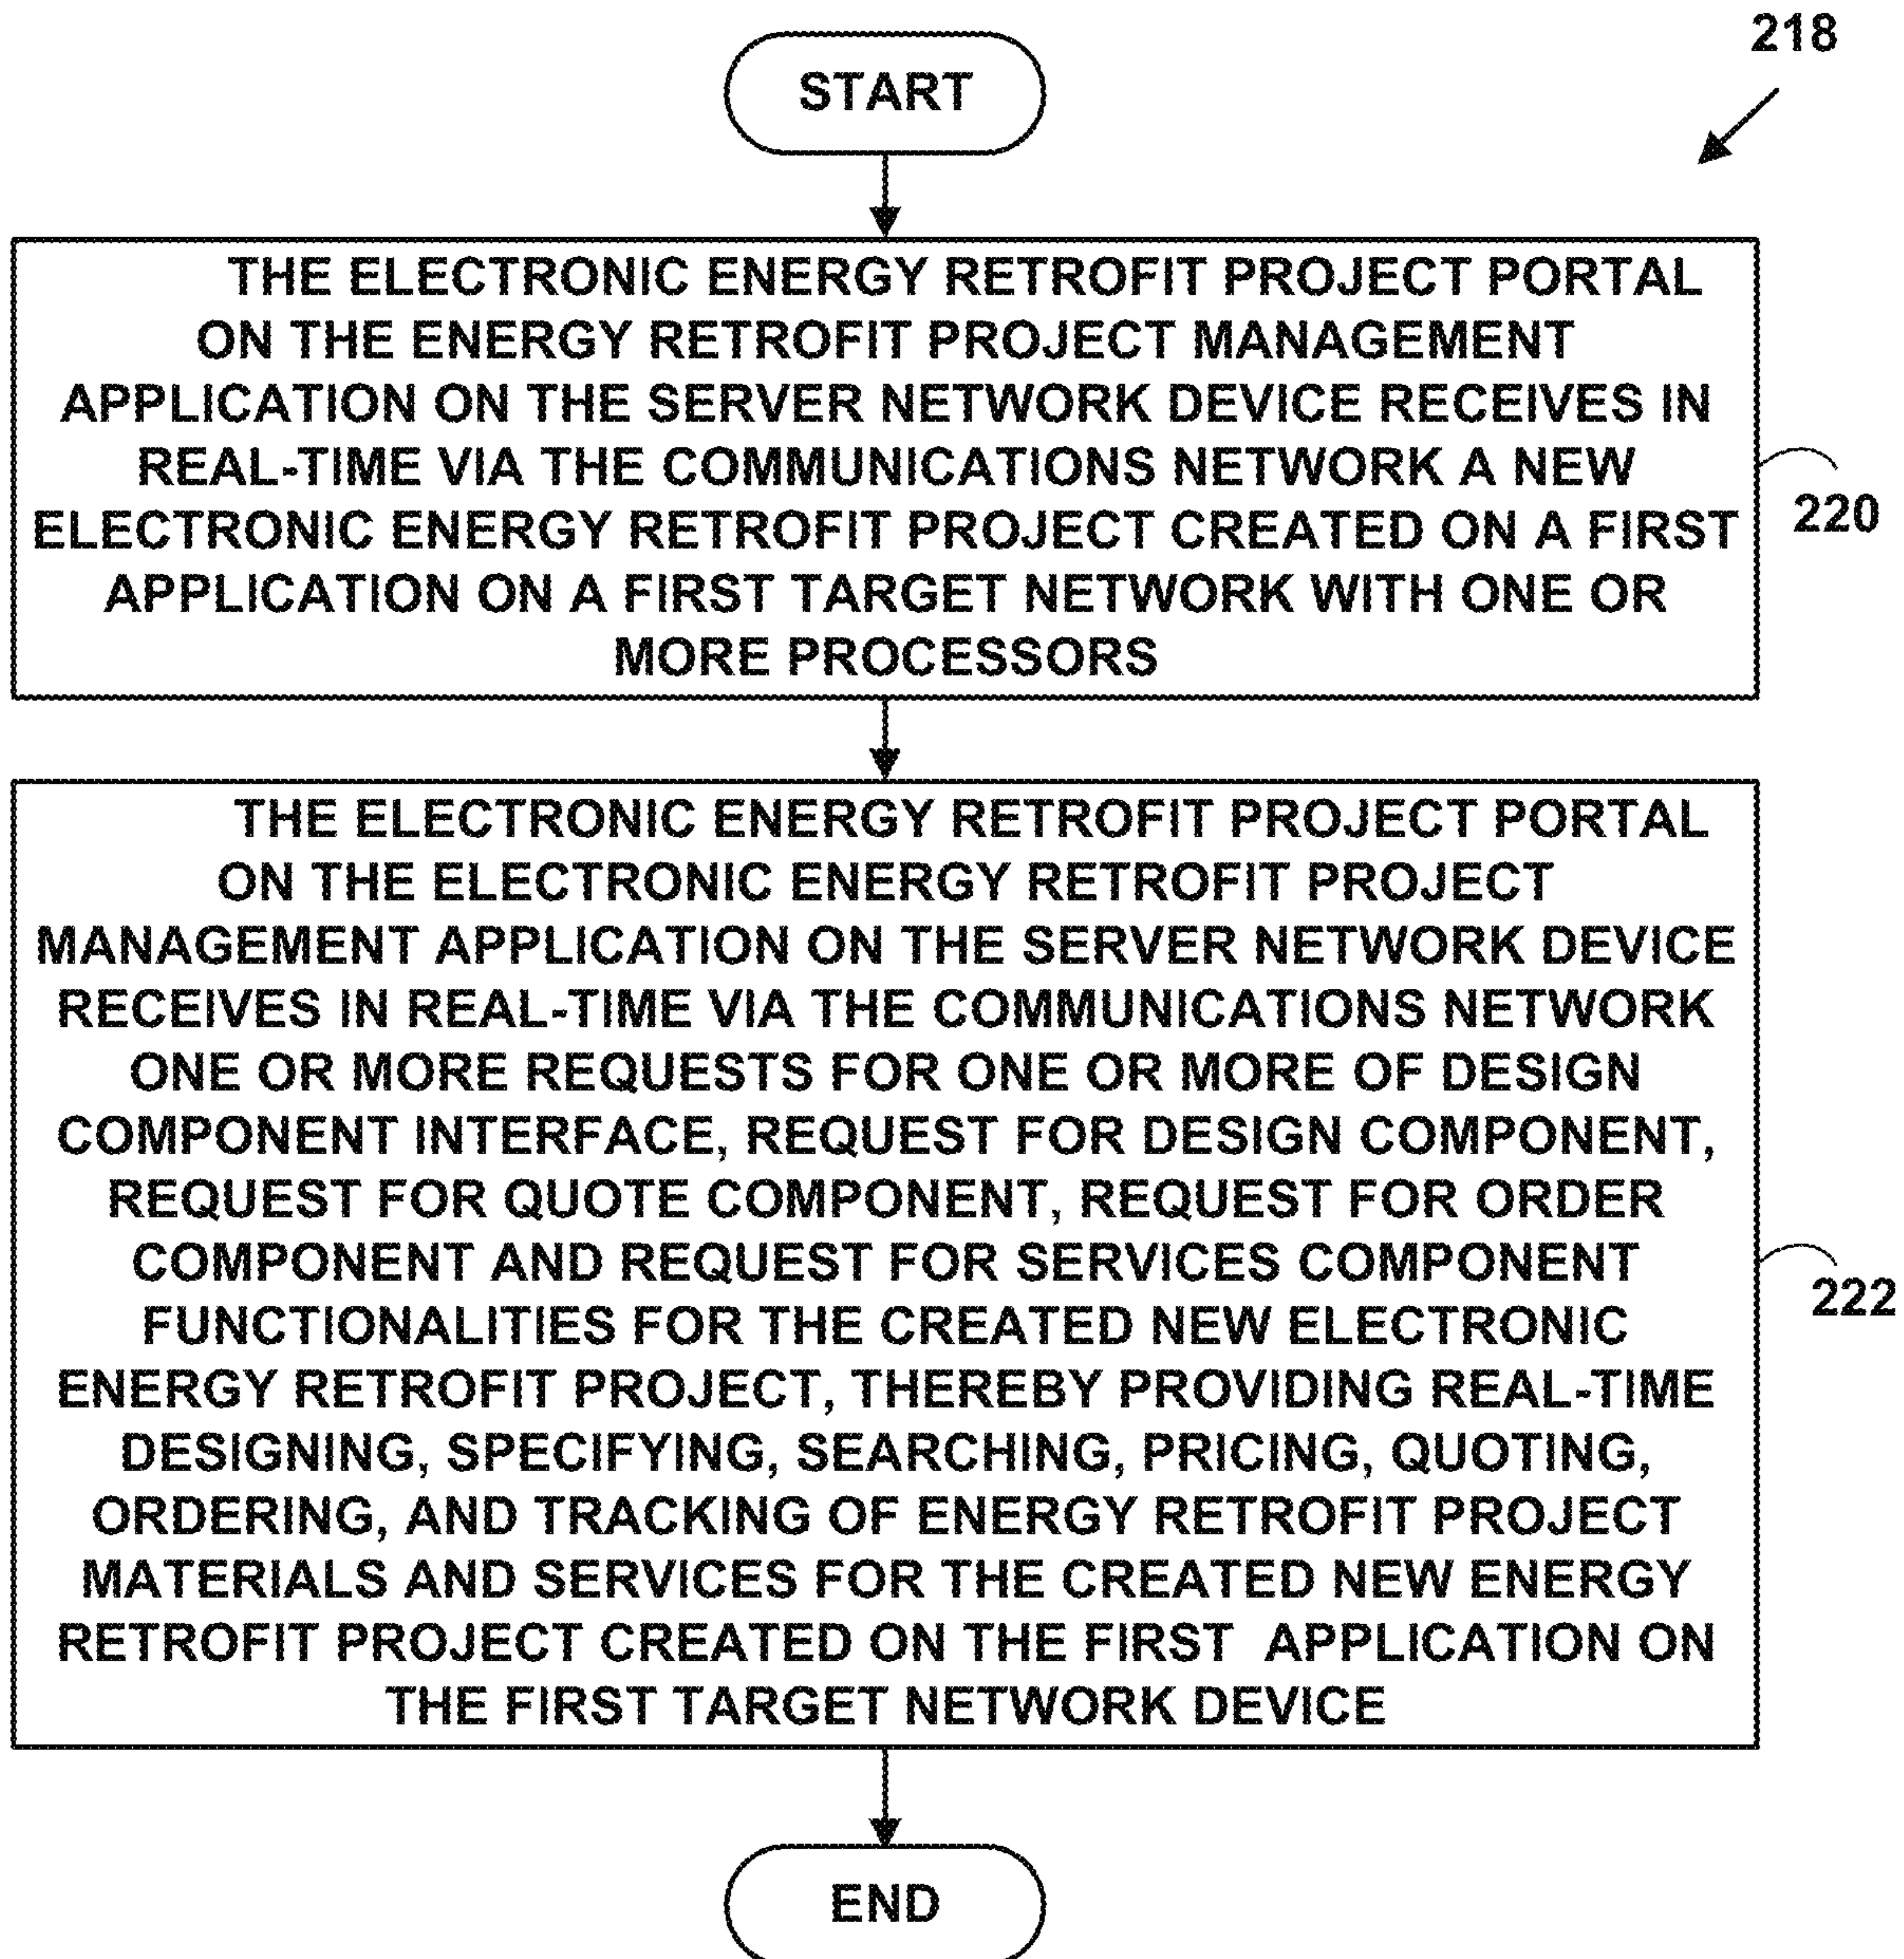 218
START
THE ELECTRONIC ENERGY RETROFIT PROJECT PORTAL
ON THE ENERGY RETROFIT PROJECT MANAGEMENT
APPLICATION ON THE SERVER NETWORK DEVICE RECEIVES IN
REAL-TIME VIA THE COMMUNICATIONS NETWORK A NEW
ELECTRONIC ENERGY RETROFIT PROJECT CREATED ON A FIRST
APPLICATION ON A FIRST TARGET NETWORK WITH ONE OR
MORE PROCESSORS
220
THE ELECTRONIC ENERGY RETROFIT PROJECT PORTAL
ON THE ELECTRONIC ENERGY RETROFIT PROJECT
MANAGEMENT APPLICATION ON THE SERVER NETWORK DEVICE
RECEIVES IN REAL-TIME VIA THE COMMUNICATIONS NETWORK
ONE OR MORE REQUESTS FOR ONE OR MORE OF DESIGN
COMPONENT INTERFACE, REQUEST FOR DESIGN COMPONENT,
REQUEST FOR QUOTE COMPONENT, REQUEST FOR ORDER
COMPONENT AND REQUEST FOR SERVICES COMPONENT
FUNCTIONALITIES FOR THE CREATED NEW ELECTRONIC
ENERGY RETROFIT PROJECT, THEREBY PROVIDING REAL-TIME
DESIGNING, SPECIFYING, SEARCHING, PRICING, QUOTING,
ORDERING, AND TRACKING OF ENERGY RETROFIT PROJECT
MATERIALS AND SERVICES FOR THE CREATED NEW ENERGY
RETROFIT PROJECT CREATED ON THE FIRST APPLICATION ON
THE FIRST TARGET NETWORK DEVICE
222
END